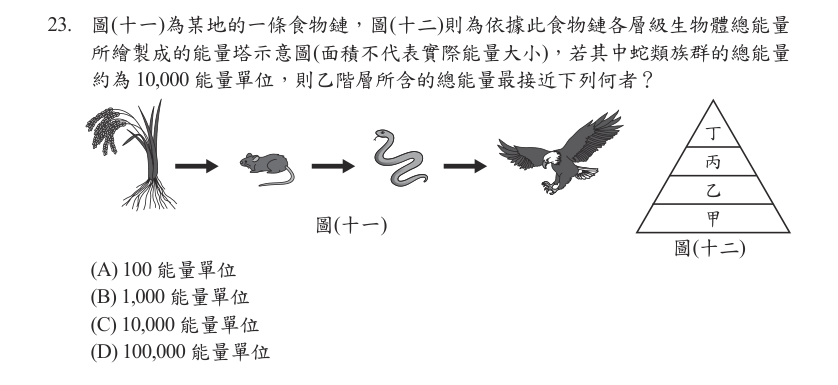 23. 圖(十一)為某地的一條食物鏈，圖(十二)則為依據此食物鏈各層級生物體總能量
所繪製成的能量塔示意圖(面積不代表實際能量大小)，若其中蛇類族群的總能量
約為 10,000 能量單位，則乙階層所含的總能量最接近下列何者？
丁
丙
乙
甲
圖(十一)
圖(十二)
(A) 100 能量單位
(B) 1,000 能量單位
(C) 10,000 能量單位
(D) 100,000 能量單位